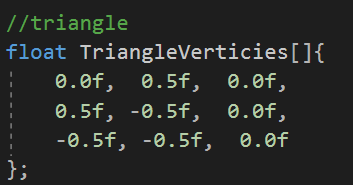 //triangle
float TriangleVerticies[]{
0.0f, 0.5f, 0.0f,
0.5f, -0.5f, 0.0f,
-0.5f, -0.5f, 0.0f
};